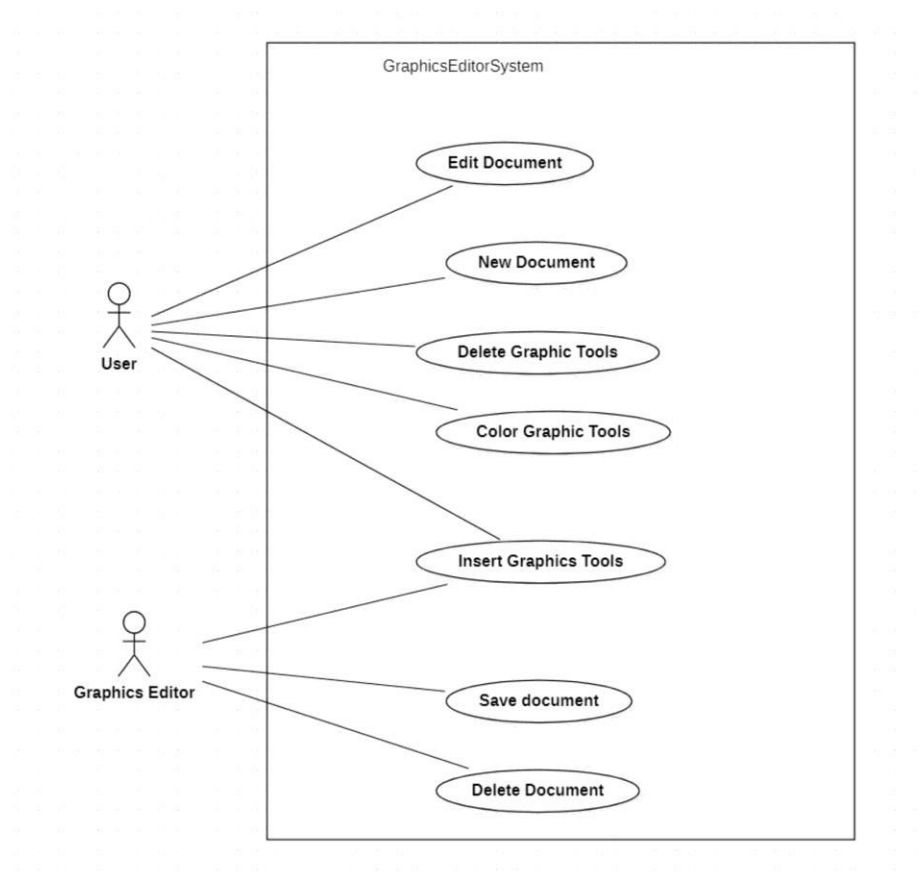 GraphicsEditorSystem
Edit Document
New Document
Delete Graphic Tools
User
Color Graphic Tools
Insert Graphics Tools
Graphics Editor
Save document
Delete Document